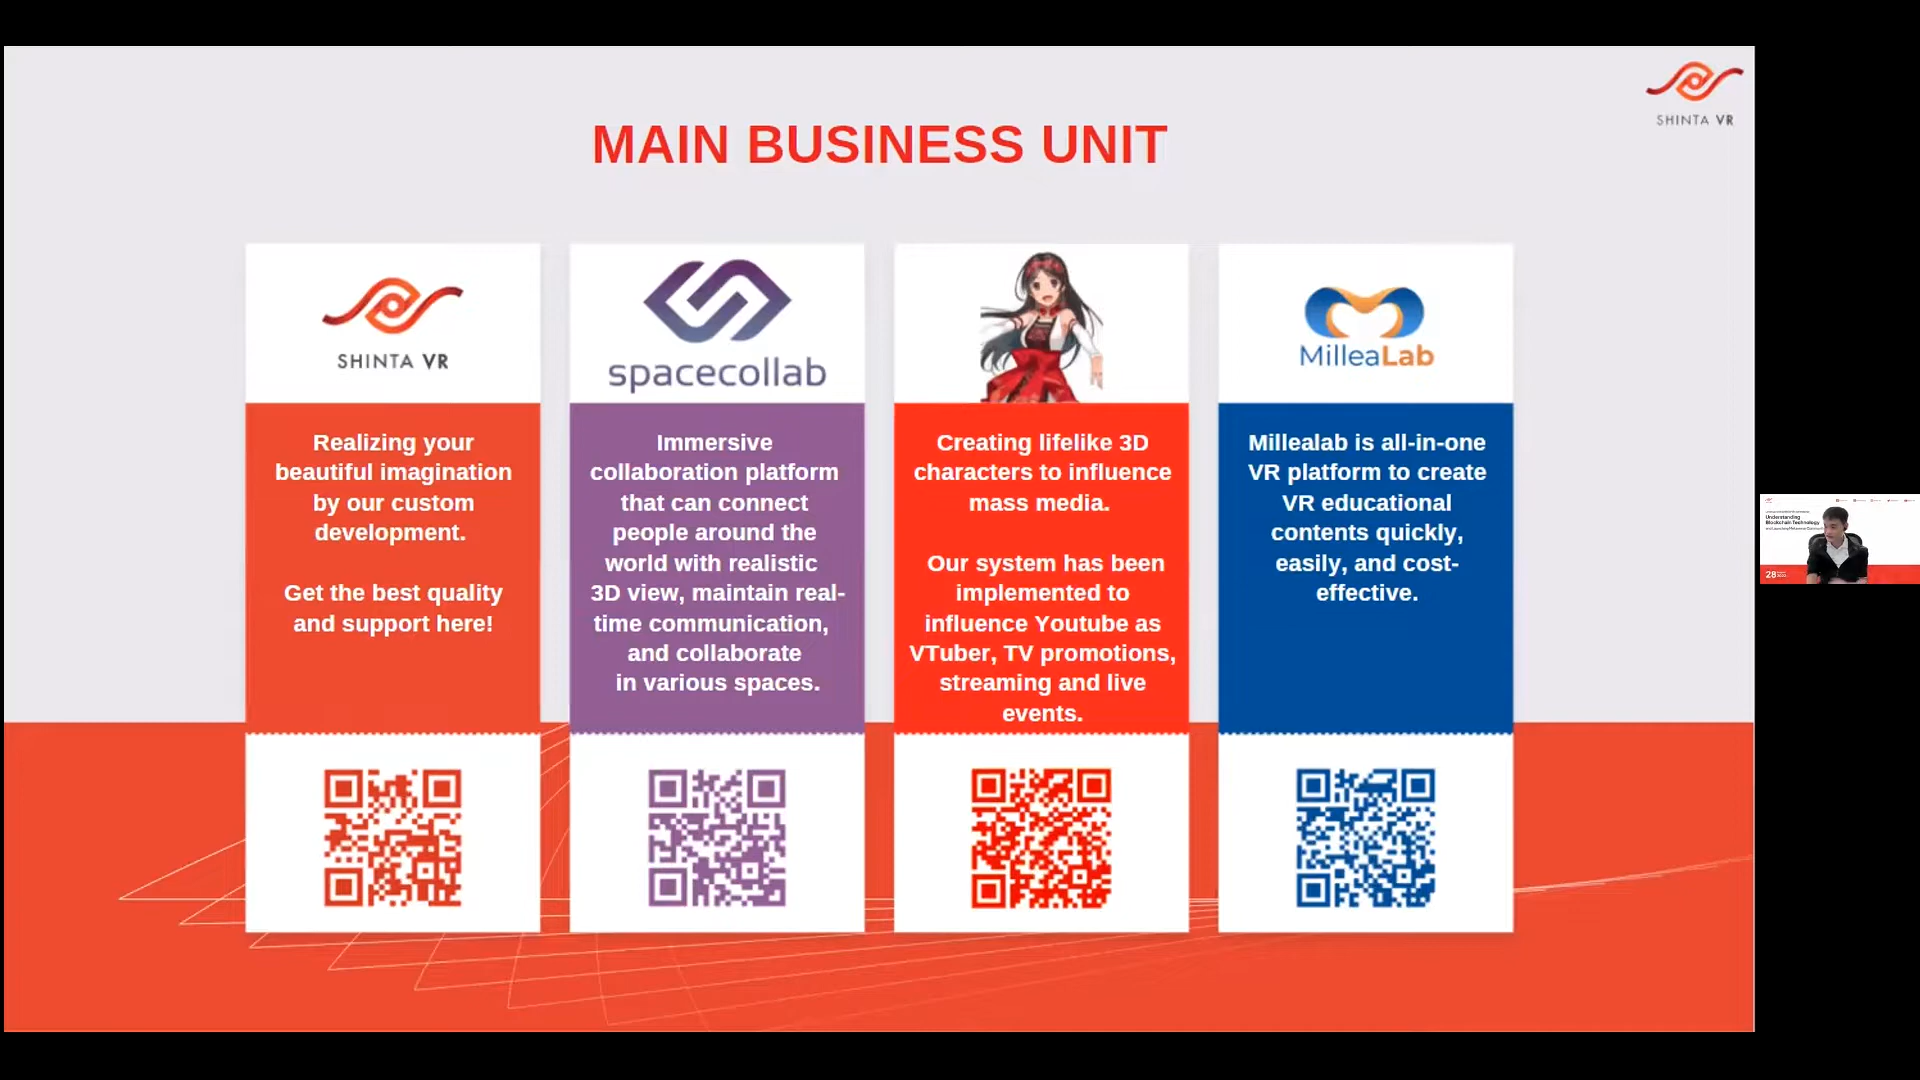 SHINTA VR
MAIN BUSINESS UNIT
SHINTA VR
Realizing your
beautiful imagination
by our custom
development.
Get the best quality
and support here!
spacecollab
Immersive
collaboration platform
that can connect
people around the
world with realistic
3D view, maintain real-
time communication,
and collaborate
in various spaces.
Creating lifelike 3D
characters to influence
mass media.
Our system has been
implemented to
influence Youtube as
VTuber, TV promotions,
streaming and live
events.
MilleaLab
Millealab is all-in-one
VR platform to create
VR educational
contents quickly,
easily, and cost-
effective.
Understanding
Blockchain Technology
28